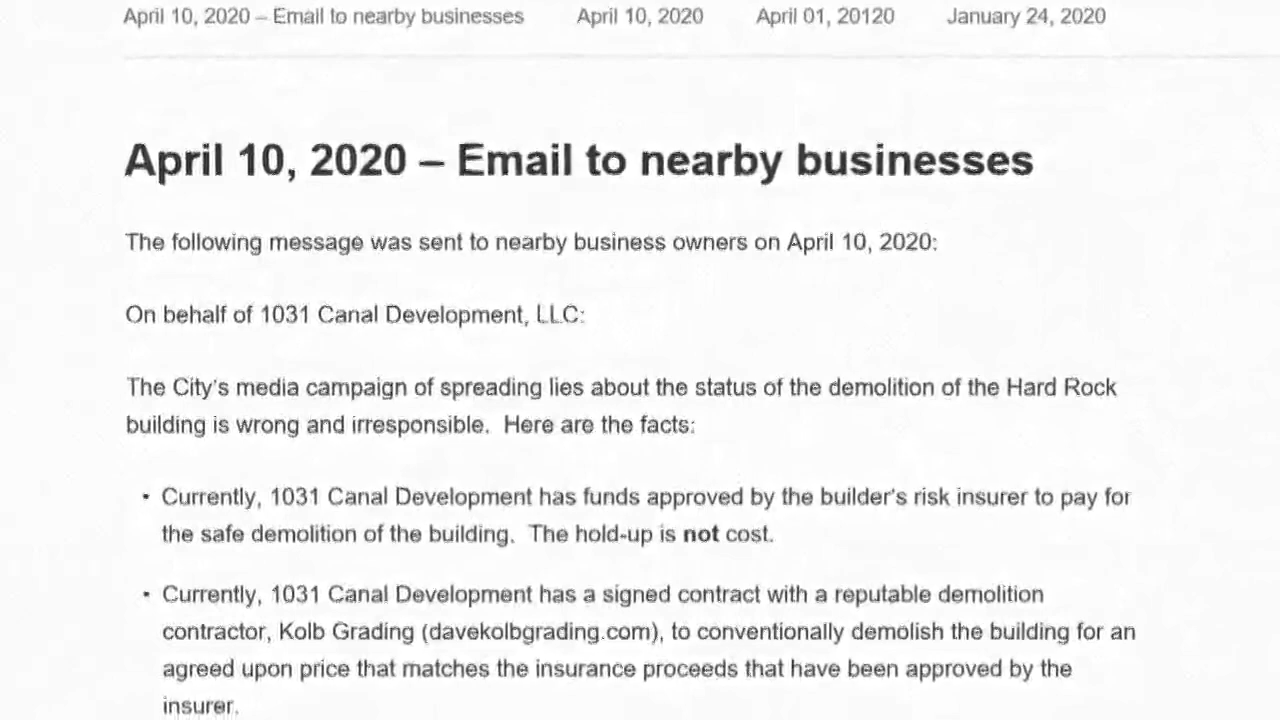 April 10, 2020 – Email to nearby businesses April 10, 2020 April 01, 20120 January 24, 2020
April 10, 2020 – Email to nearby businesses
The following message was sent to nearby business owners on April 10, 2020:
On behalf of 1031 Canal Development, LLC:
The City's media campaign of spreading lies about the status of the demolition of the Hard Rock
building is wrong and irresponsible. Here are the facts:
• Currently, 1031 Canal Development has funds approved by the builder's risk insurer to pay for
the safe demolition of the building. The hold-up is not cost.
• Currently, 1031 Canal Development has a signed contract with a reputable demolition
contractor, Kolb Grading (davekolbgrading.com), to conventionally demolish the building for an
agreed upon price that matches the insurance proceeds that have been approved by the
insurer.